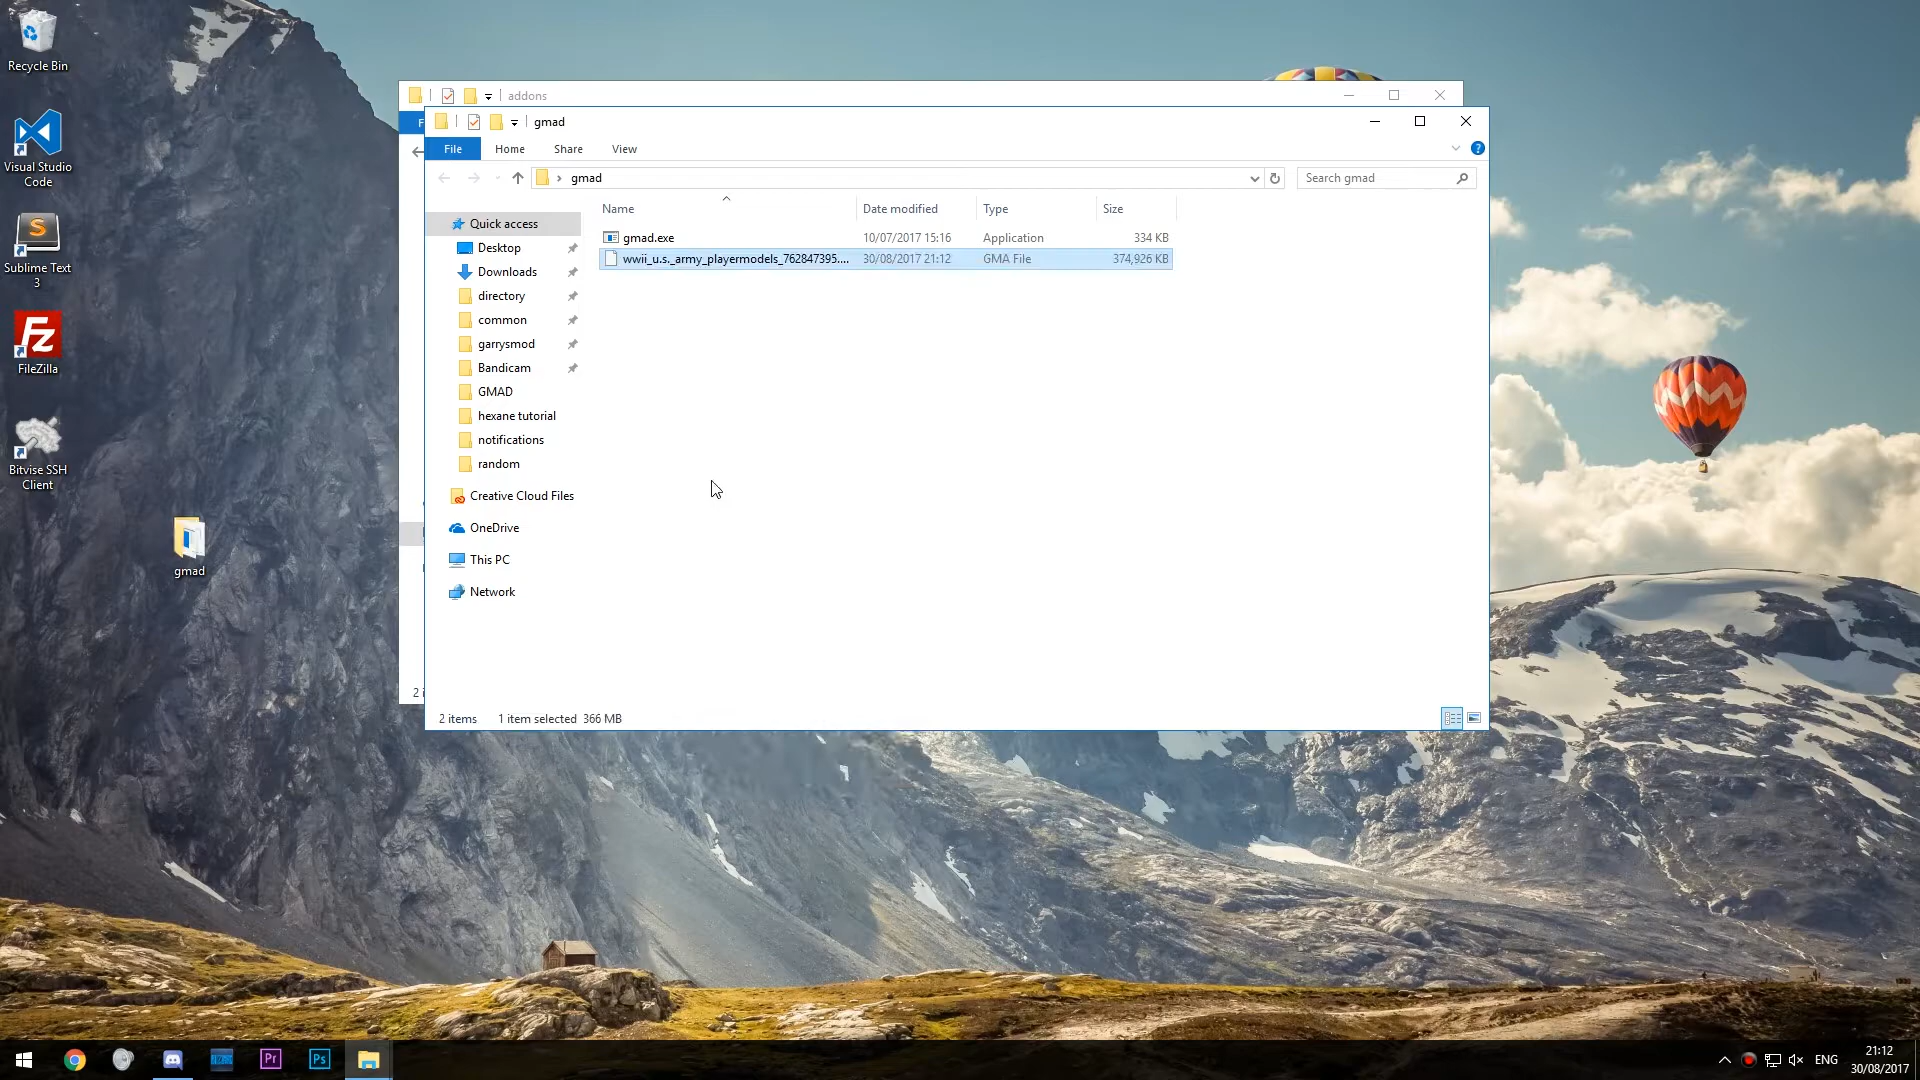 Recycle Bin
Visual Studio
Code
Sublime Text
3
FileZilla
Bitvise SSH
Client
gmad
addons
gmad
File
Home
Share
View
gmad
Search gmad
Name
Date modified
Type
Size
gmad.exe
10/07/2017 15:16
Application
334 KB
wwii_u.s._army_playermodels_762847395....
30/08/2017 21:12
GMA File
374,926 KB
Quick access
Desktop
Downloads
directory
common
garrysmod
Bandicam
GMAD
hexane tutorial
notifications
random
Creative Cloud Files
OneDrive
This PC
Network
2 items
1 item selected 366 MB
Pr
Ps
ENG
21:12
30/08/2017